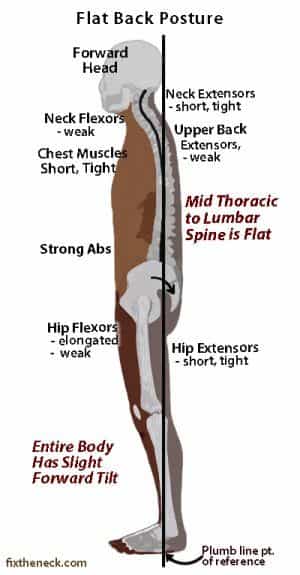 Flat Back Posture
Forward
Head
Neck Extensors
- short, tight
Neck Flexors
- weak
Upper Back
Extensors,
- weak
Chest Muscles
Short, Tight
Mid Thoracic
to Lumbar
Spine is Flat
Strong Abs
Hip Flexors
- elongated
- weak
Hip Extensors
- short, tight
Entire Body
Has Slight
Forward Tilt
Plumb line pt.
of reference
fixtheneck.com